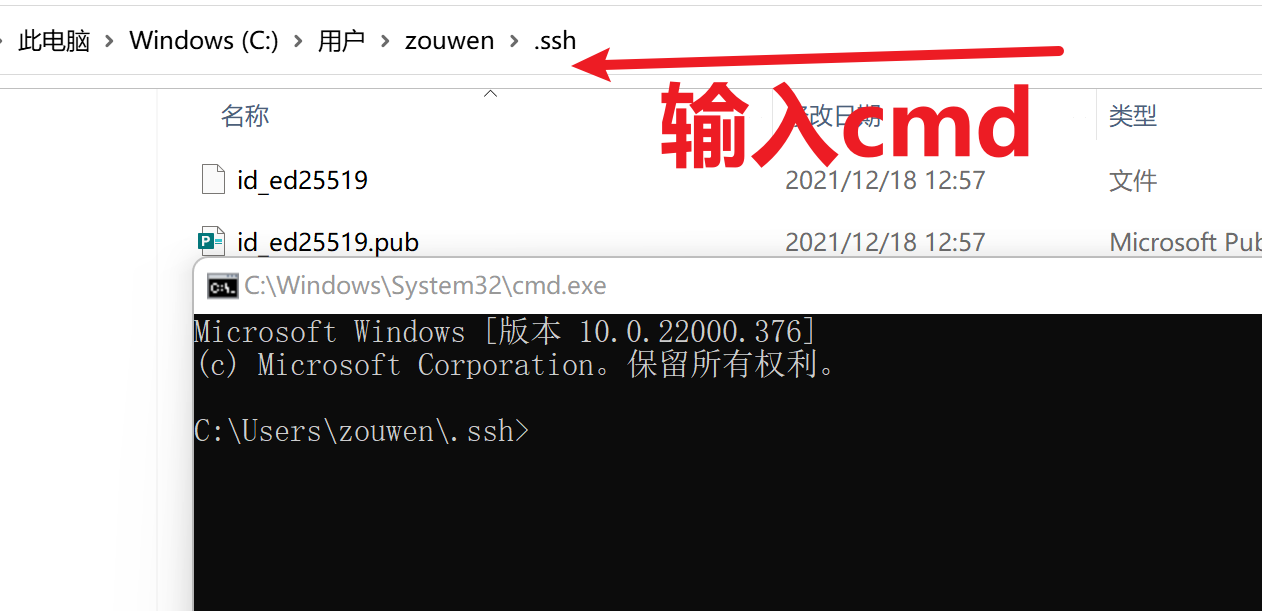 此电脑 > Windows (C:) > 用户 > zouwen > .ssh
输入cmd
名称 修改日期 类型
id_ed25519 2021/12/18 12:57 文件
id_ed25519.pub 2021/12/18 12:57 Microsoft Pub
C:\Windows\System32\cmd.exe
Microsoft Windows [版本 10.0.22000.376]
(c) Microsoft Corporation。保留所有权利。
C:\Users\zouwen\.ssh>